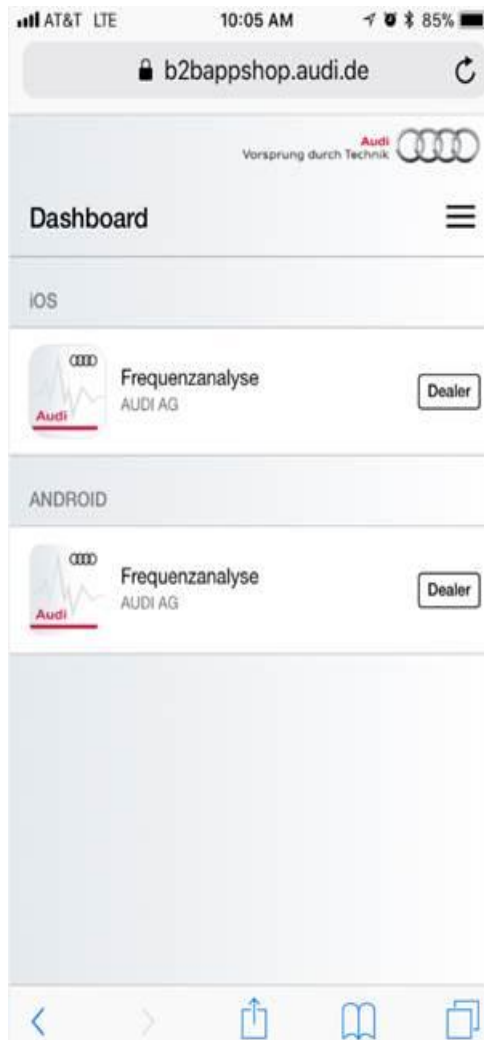 AT&T LTE 10:05 AM 85%
b2bappshop.audi.de
Audi
Vorsprung durch Technik
Dashboard
iOS
Audi
Frequenzanalyse
AUDI AG
Dealer
ANDROID
Audi
Frequenzanalyse
AUDI AG
Dealer